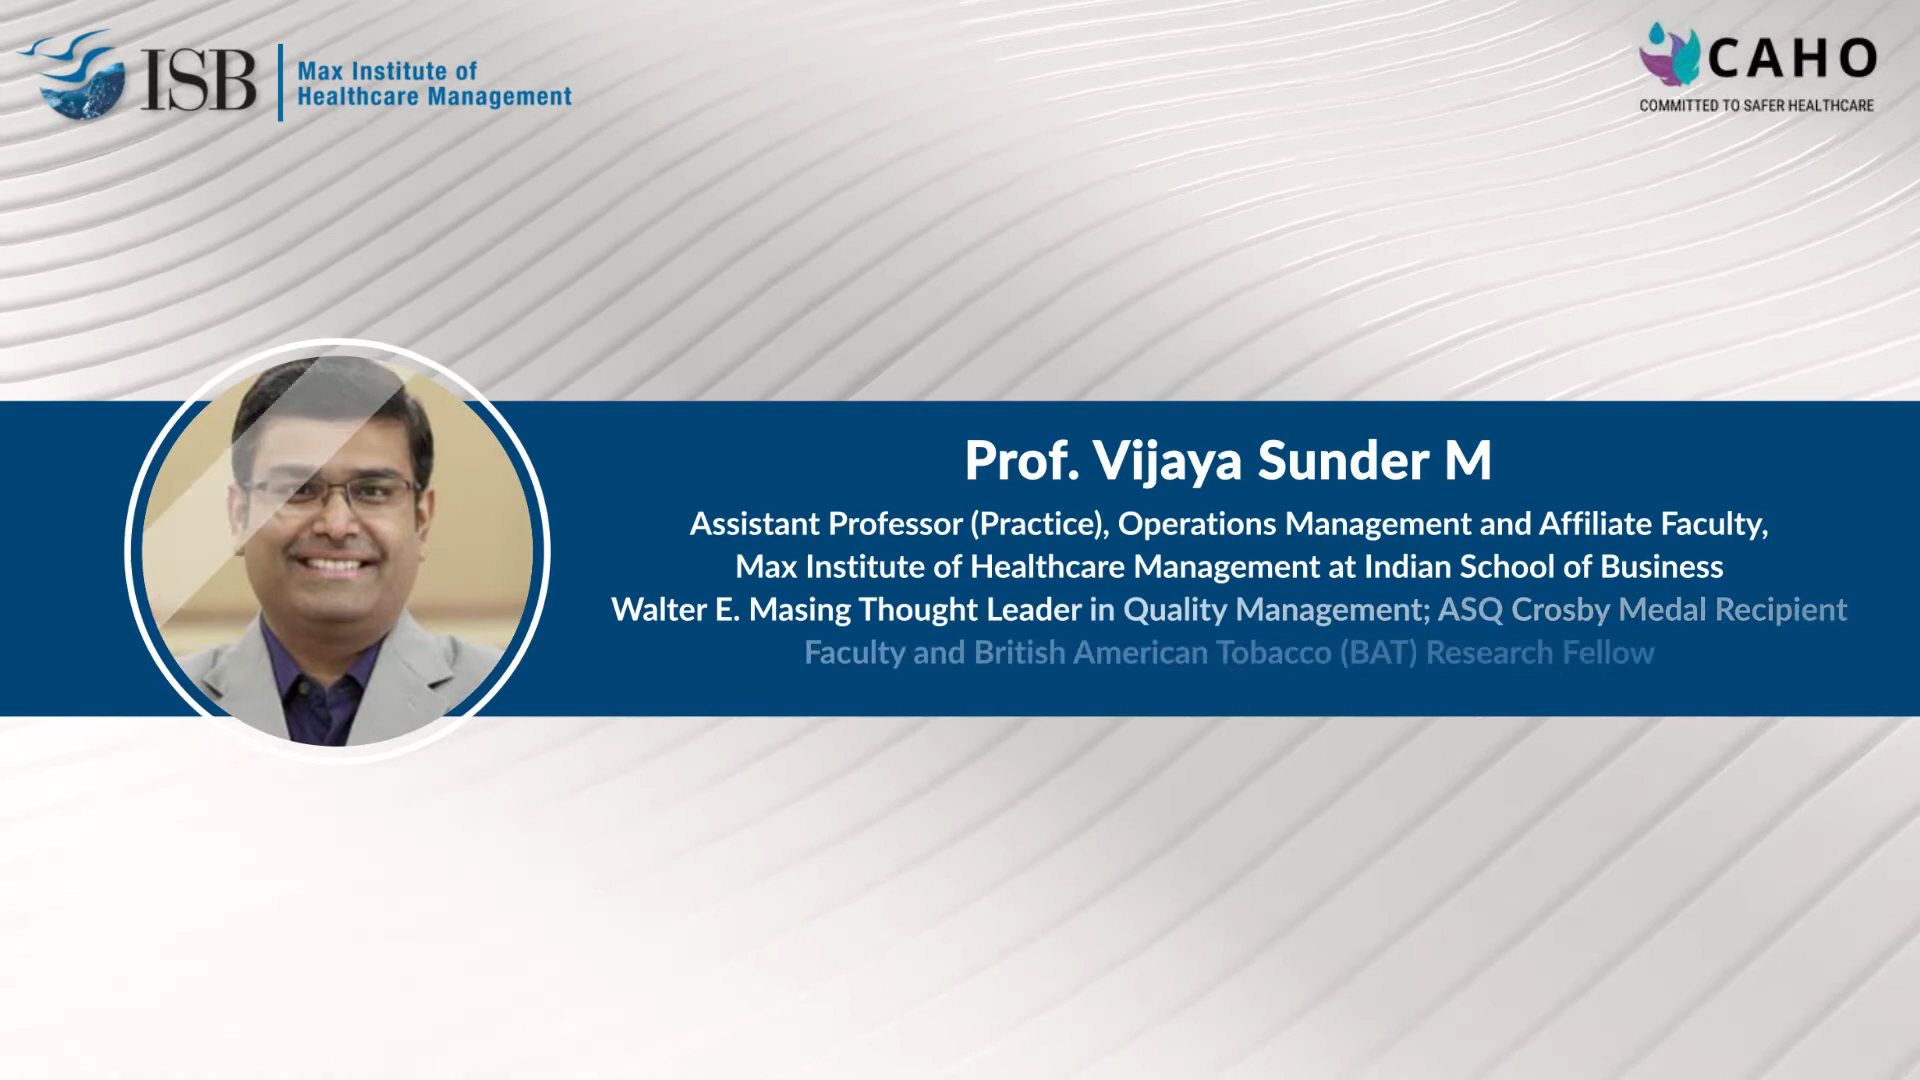 ISB
Max Institute of
Healthcare Management
CAHO
COMMITTED TO SAFER HEALTHCARE
Prof. Vijaya Sunder M
Assistant Professor (Practice), Operations Management and Affiliate Faculty,
Max Institute of Healthcare Management at Indian School of Business
Walter E. Masing Thought Leader in Quality Management; ASQ Crosby Medal Recipient
Faculty and British American Tobacco (BAT) Research Fellow